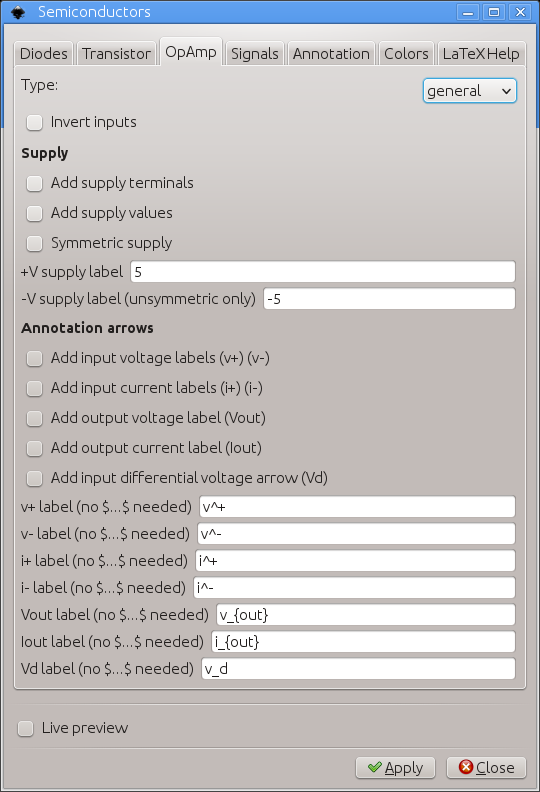 Semiconductors
Diodes Transistor OpAmp Signals Annotation Colors LaTeX Help
Type: general
Invert inputs
Supply
Add supply terminals
Add supply values
Symmetric supply
+V supply label 5
-V supply label (unsymmetric only) -5
Annotation arrows
Add input voltage labels (v+) (v-)
Add input current labels (i+) (i-)
Add output voltage label (Vout)
Add output current label (Iout)
Add input differential voltage arrow (Vd)
v+ label (no $...$ needed) v^+
v- label (no $...$ needed) v^-
i+ label (no $...$ needed) i^+
i- label (no $...$ needed) i^-
Vout label (no $...$ needed) v_{out}
Iout label (no $...$ needed) i_{out}
Vd label (no $...$ needed) v_d
Live preview
Apply Close